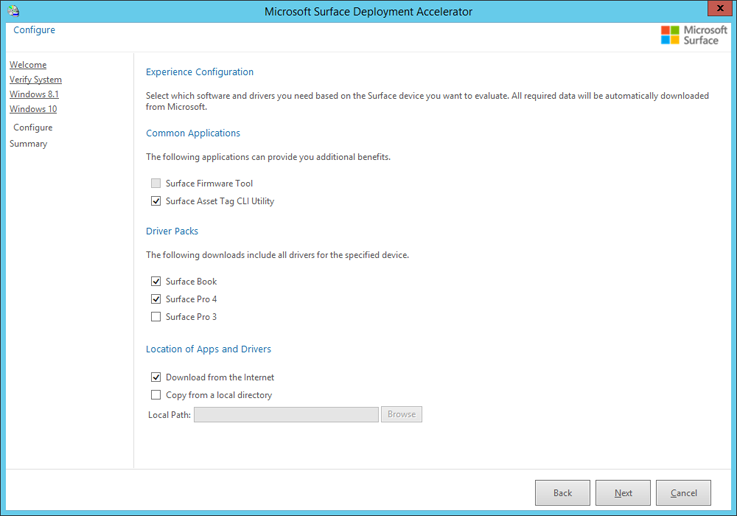 Microsoft Surface Deployment Accelerator
x
Configure
Microsoft
Surface
Welcome
Verify System
Windows 8.1
Windows 10
Configure
Summary
Experience Configuration
Select which software and drivers you need based on the Surface device you want to evaluate. All required data will be automatically downloaded
from Microsoft.
Common Applications
The following applications can provide you additional benefits.
Surface Firmware Tool
Surface Asset Tag CLI Utility
Driver Packs
The following downloads include all drivers for the specified device.
Surface Book
Surface Pro 4
Surface Pro 3
Location of Apps and Drivers
Download from the Internet
Copy from a local directory
Local Path: Browse
Back Next Cancel